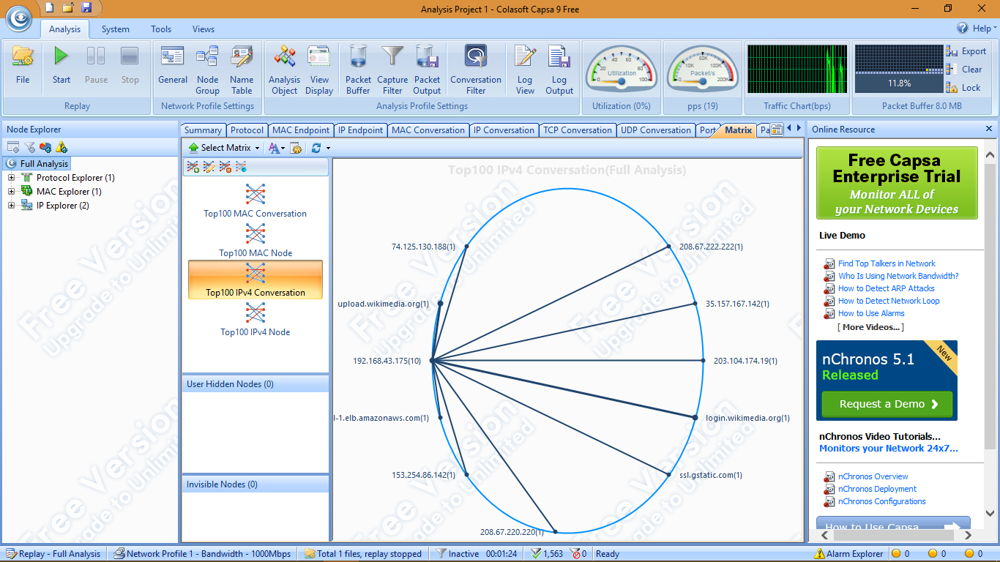 Analysis Project 1 - Colasoft Capsa 9 Free
Analysis System Tools Views
Help
File Start Pause Stop General Node Group Name Table Analysis Object View Display Packet Buffer Capture Filter Packet Output Conversation Filter Log View Log Output
0 20 40 60 80 100 Utilization
0 50K 100K 200K Packet/s
11.8%
Export
Clear
Lock
Replay Network Profile Settings Analysis Profile Settings Utilization (0%) pps (19) Traffic Chart(bps) Packet Buffer 8.0 MB
Node Explorer
Full Analysis
Protocol Explorer (1)
MAC Explorer (1)
IP Explorer (2)
Summary Protocol MAC Endpoint IP Endpoint MAC Conversation IP Conversation TCP Conversation UDP Conversation Port Matrix Pa
Select Matrix
Top100 MAC Conversation
Top100 MAC Node
Top100 IPv4 Conversation
Top100 IPv4 Node
User Hidden Nodes (0)
Invisible Nodes (0)
Top100 IPv4 Conversation(Full Analysis)
74.125.130.188(1)
208.67.222.222(1)
upload.wikimedia.org(1)
35.157.167.142(1)
192.168.43.175(10)
203.104.174.19(1)
l-1.elb.amazonaws.com(1)
login.wikimedia.org(1)
153.254.86.142(1)
ssl.gstatic.com(1)
208.67.220.220(1)
Free Version
Upgrade to Unlimited
Online Resource
Free Capsa
Enterprise Trial
Monitor ALL of
your Network Devices
Live Demo
Find Top Talkers in Network
Who Is Using Network Bandwidth?
How to Detect ARP Attacks
How to Detect Network Loop
How to Use Alarms
[ More Videos... ]
New
nChronos 5.1
Released
Request a Demo
nChronos Video Tutorials...
Monitors your Network 24x7...
nChronos Overview
nChronos Deployment
nChronos Configurations
How to Use Capsa
Replay - Full Analysis Network Profile 1 - Bandwidth - 1000Mbps Total 1 files, replay stopped Inactive 00:01:24 1,563 0 Ready Alarm Explorer 0 0 0